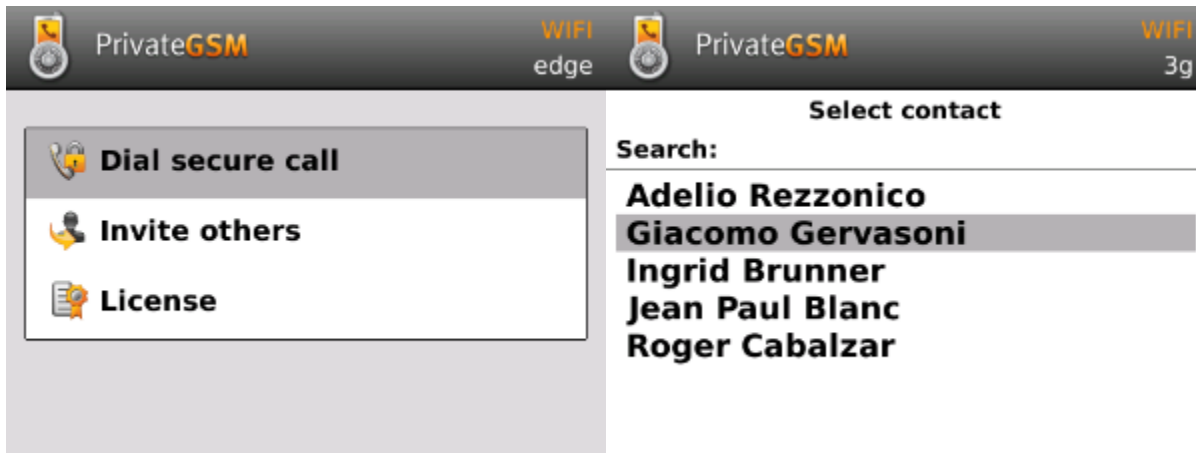 PrivateGSM
WIFI
edge
Dial secure call
Invite others
License
PrivateGSM
WIFI
3g
Select contact
Search:
Adelio Rezzonico
Giacomo Gervasoni
Ingrid Brunner
Jean Paul Blanc
Roger Cabalzar